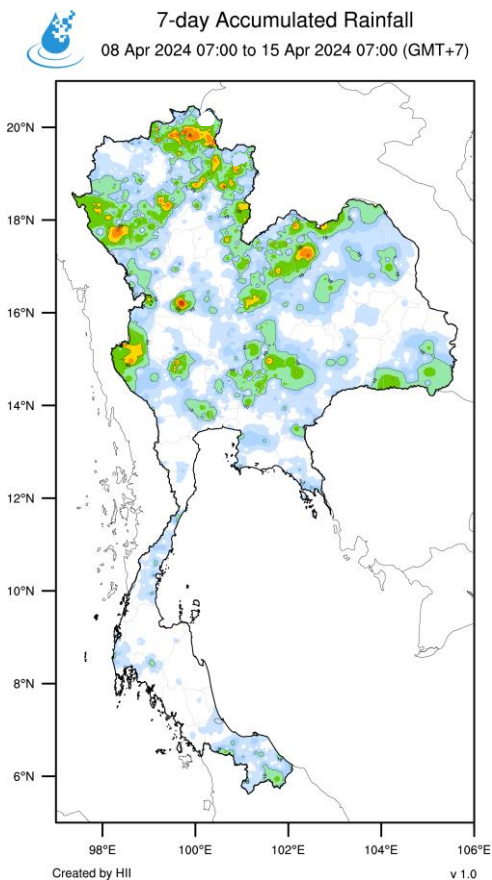 7-day Accumulated Rainfall
08 Apr 2024 07:00 to 15 Apr 2024 07:00 (GMT+7)
20°N
18°N
16°N
14°N
12°N
10°N
8°N
6°N
98°E 100°E 102°E 104°E 106°E
Created by HII v 1.0